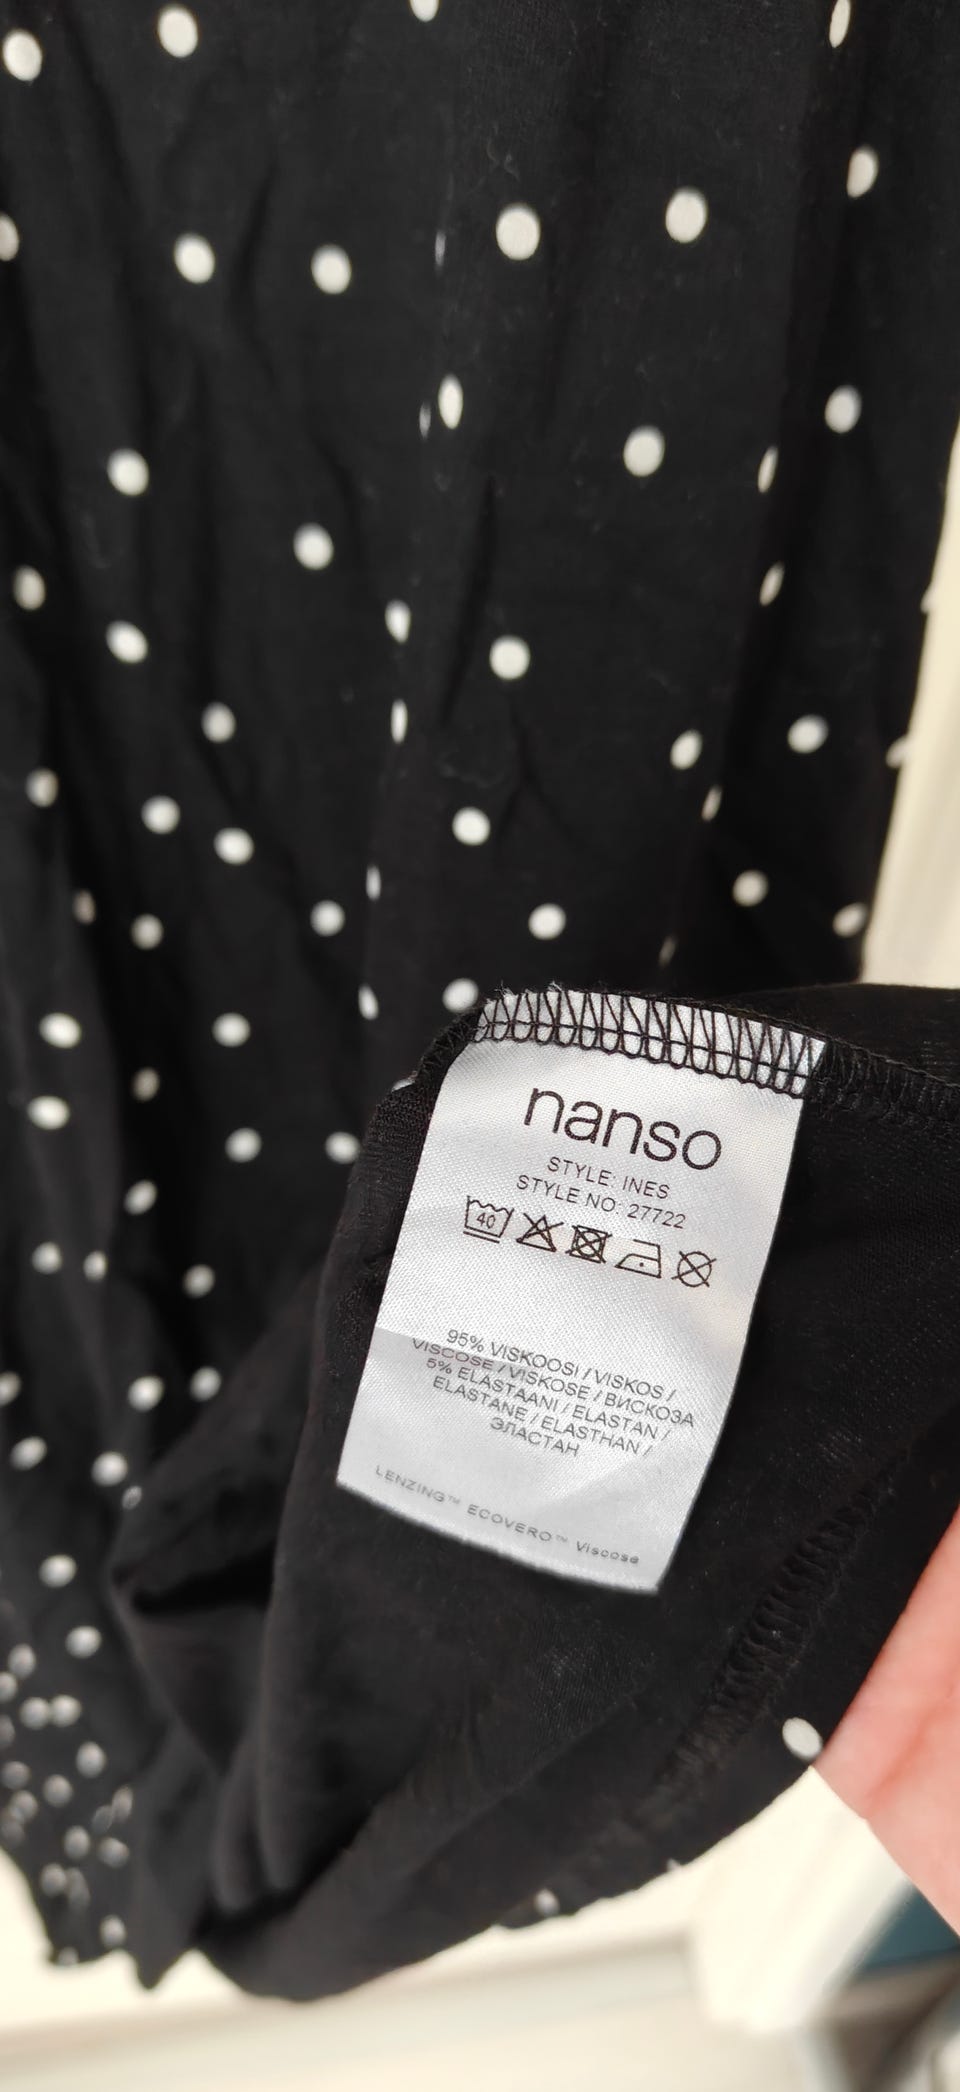 nanso
STYLE: INES
STYLE NO: 27722
40
95% VISKOOSI / VISKOS /
VISCOSE / VISKOSE / ВИСКОЗА
5% ELASTAANI / ELASTAN /
ELASTANE / ELASTHAN /
ЭЛАСТАН
LENZING™ ECOVERO™ Viscose